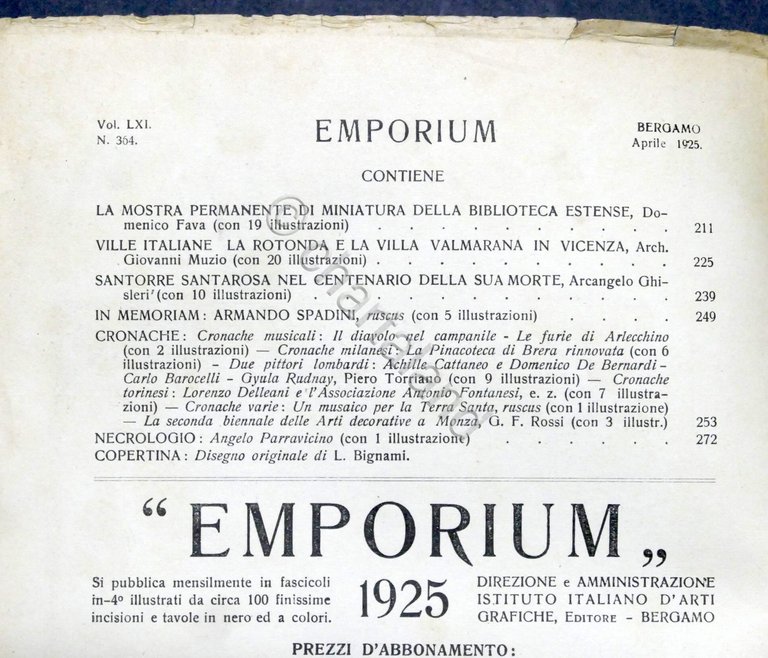 Vol. LXI.
N. 364.
EMPORIUM
BERGAMO
Aprile 1925.
CONTIENE
LA MOSTRA PERMANENTE DI MINIATURA DELLA BIBLIOTECA ESTENSE, Do-
menico Fava (con 19 illustrazioni) . . . . . . . . . . 211
VILLE ITALIANE LA ROTONDA E LA VILLA VALMARANA IN VICENZA, Arch.
Giovanni Muzio (con 20 illustrazioni) . . . . . . . . . . 225
SANTORRE SANTAROSA NEL CENTENARIO DELLA SUA MORTE, Arcangelo Ghi-
sleri (con 10 illustrazioni) . . . . . . . . . . . 239
IN MEMORIAM: ARMANDO SPADINI, ruscus (con 5 illustrazioni) . . . . 249
CRONACHE: Cronache musicali: Il diavolo nel campanile - Le furie di Arlecchino
(con 2 illustrazioni) — Cronache milanesi: La Pinacoteca di Brera rinnovata (con 6
illustrazioni) - Due pittori lombardi: Achille Cattaneo e Domenico De Bernardi -
Carlo Barocelli - Gyula Rudnay, Piero Torriano (con 9 illustrazioni) — Cronache
torinesi: Lorenzo Delleani e l'Associazione Antonio Fontanesi, e. z. (con 7 illustra-
zioni) — Cronache varie: Un musaico per la Terra Santa, ruscus (con 1 illustrazione)
— La seconda biennale delle Arti decorative a Monza, G. F. Rossi (con 3 illustr.) 253
NECROLOGIO: Angelo Parravicino (con 1 illustrazione) . . . . . . 272
COPERTINA: Disegno originale di L. Bignami.
“EMPORIUM„
Si pubblica mensilmente in fascicoli
in-4º illustrati da circa 100 finissime
incisioni e tavole in nero ed a colori.
1925
DIREZIONE e AMMINISTRAZIONE
ISTITUTO ITALIANO D'ARTI
GRAFICHE, EDITORE - BERGAMO
PREZZI D'ABBONAMENTO:
© chartaland